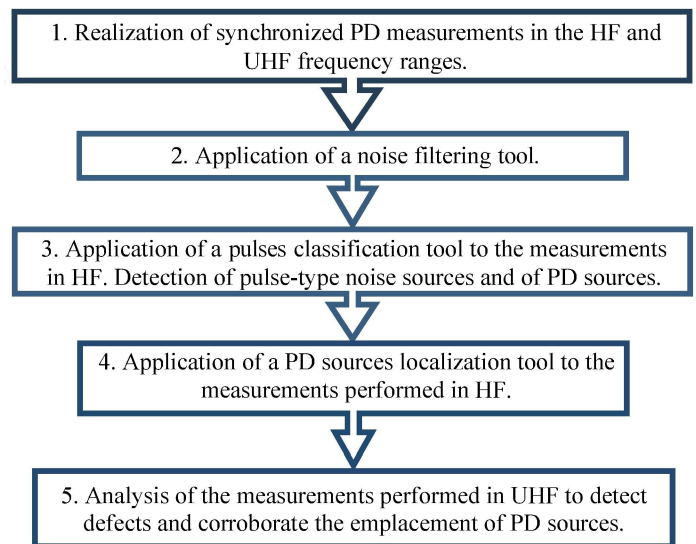 1. Realization of synchronized PD measurements in the HF and
UHF frequency ranges.
2. Application of a noise filtering tool.
3. Application of a pulses classification tool to the measurements
in HF. Detection of pulse-type noise sources and of PD sources.
4. Application of a PD sources localization tool to the
measurements performed in HF.
5. Analysis of the measurements performed in UHF to detect
defects and corroborate the emplacement of PD sources.